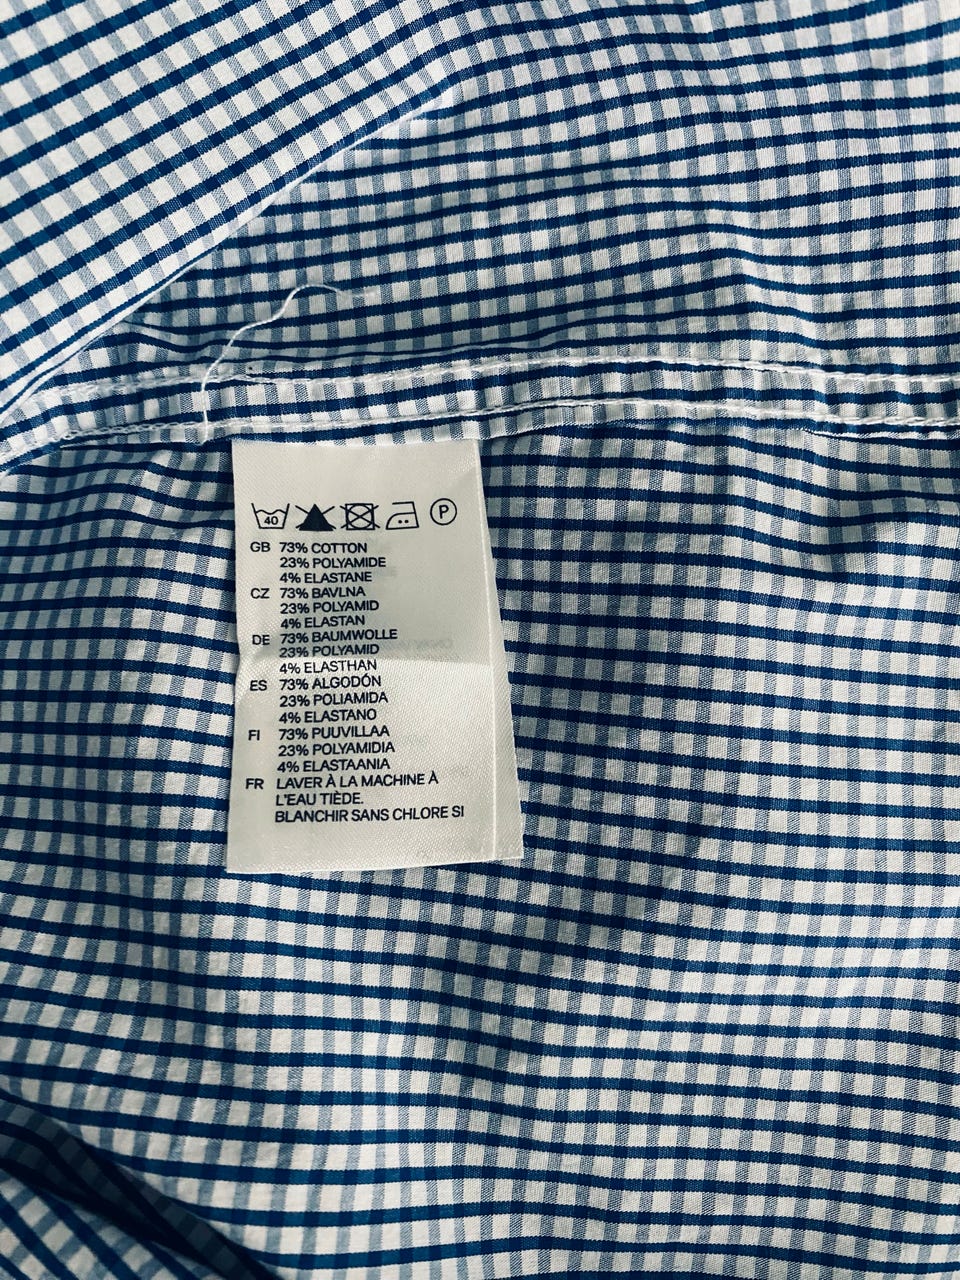 40 P
GB 73% COTTON
23% POLYAMIDE
4% ELASTANE
CZ 73% BAVLNA
23% POLYAMID
4% ELASTAN
DE 73% BAUMWOLLE
23% POLYAMID
4% ELASTHAN
ES 73% ALGODÓN
23% POLIAMIDA
4% ELASTANO
FI 73% PUUVILLAA
23% POLYAMIDIA
4% ELASTAANIA
FR LAVER À LA MACHINE À
L'EAU TIÈDE.
BLANCHIR SANS CHLORE SI